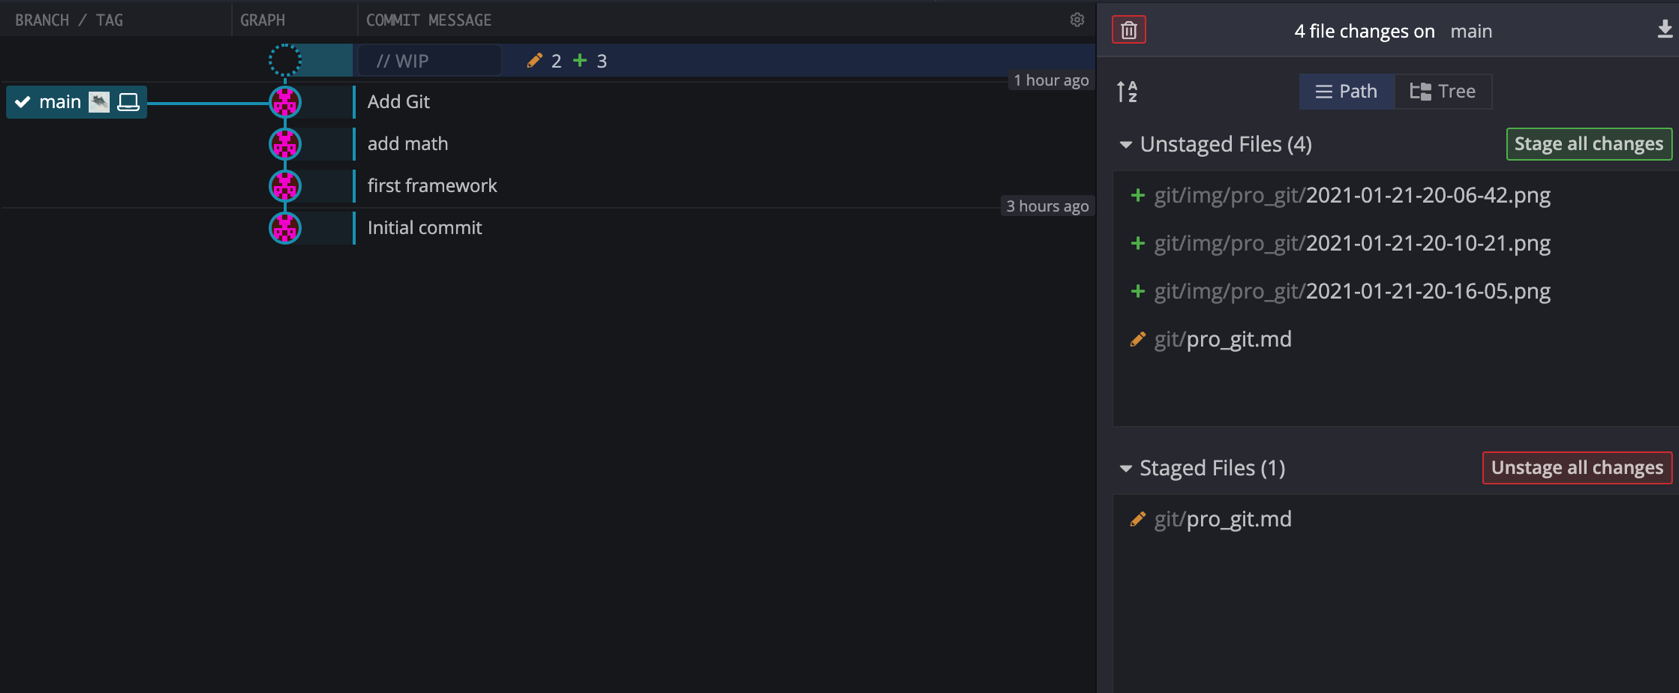 BRANCH / TAG GRAPH COMMIT MESSAGE
// WIP 2 3
1 hour ago
main Add Git
add math
first framework
3 hours ago
Initial commit
4 file changes on main
A
Z
Path Tree
Unstaged Files (4) Stage all changes
git/img/pro_git/2021-01-21-20-06-42.png
git/img/pro_git/2021-01-21-20-10-21.png
git/img/pro_git/2021-01-21-20-16-05.png
git/pro_git.md
Staged Files (1) Unstage all changes
git/pro_git.md